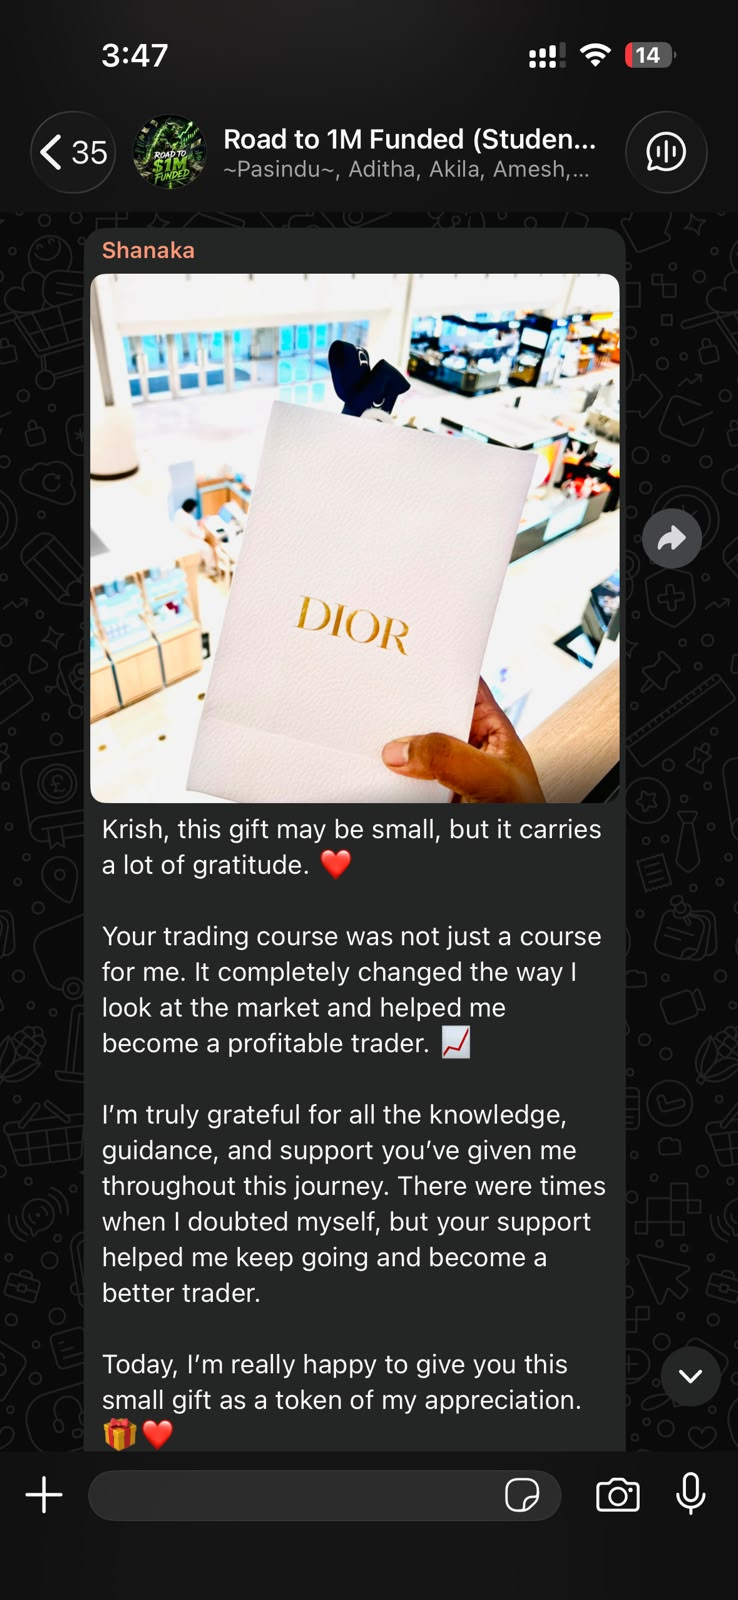 3:47
14
35
ROAD TO
$1M
FUNDED
Road to 1M Funded (Studen...
~Pasindu~, Aditha, Akila, Amesh,...
Shanaka
DIOR
Krish, this gift may be small, but it carries
a lot of gratitude. ❤️
Your trading course was not just a course
for me. It completely changed the way I
look at the market and helped me
become a profitable trader. 📈
I’m truly grateful for all the knowledge,
guidance, and support you’ve given me
throughout this journey. There were times
when I doubted myself, but your support
helped me keep going and become a
better trader.
Today, I’m really happy to give you this
small gift as a token of my appreciation.
🎁❤️